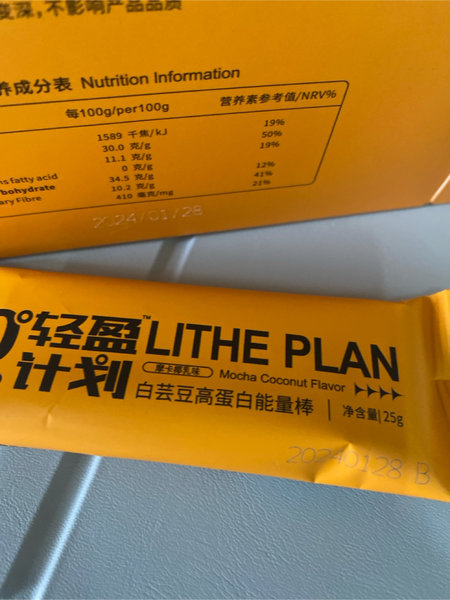 变深,不影响产品品质
养成分表 Nutrition Information
每100g/per100g 营养素参考值/NRV%
1589 千焦/kJ 19%
30.0 克/g 50%
11.1 克/g 19%
ns fatty acid 0 克/g
rbohydrate 34.5 克/g 12%
ary Fibre 10.2 克/g 41%
410 毫克/mg 21%
2024/01/28
轻盈™ LITHE PLAN
计划 摩卡椰乳味 Mocha Coconut Flavor
白芸豆高蛋白能量棒 净含量 25g
20240128 B